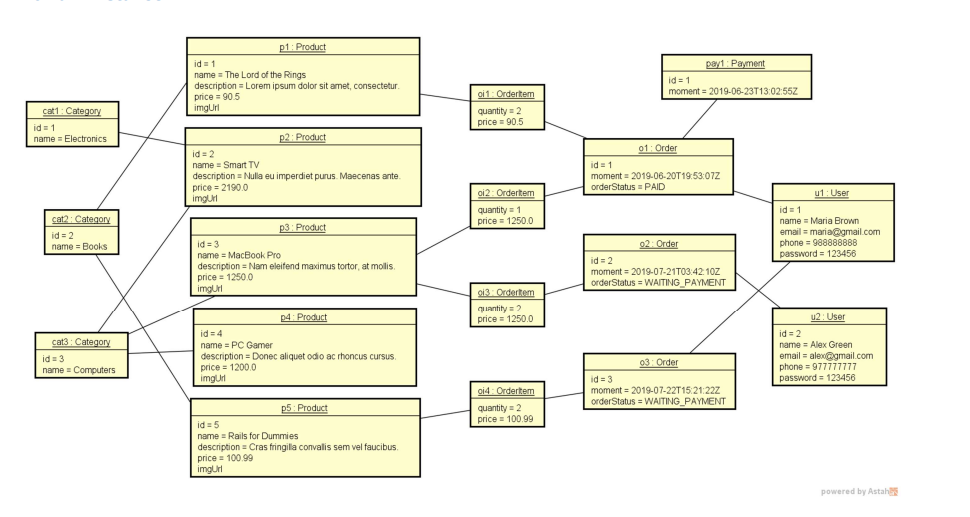 p1 : Product
id = 1
name = The Lord of the Rings
description = Lorem ipsum dolor sit amet, consectetur.
price = 90.5
imgUrl
pay1 : Payment
id = 1
moment = 2019-06-23T13:02:55Z
oi1 : OrderItem
quantity = 2
price = 90.5
cat1 : Category
id = 1
name = Electronics
p2 : Product
id = 2
name = Smart TV
description = Nulla eu imperdiet purus. Maecenas ante.
price = 2190.0
imgUrl
o1 : Order
id = 1
moment = 2019-06-20T19:53:07Z
orderStatus = PAID
oi2 : OrderItem
quantity = 1
price = 1250.0
u1 : User
id = 1
name = Maria Brown
email = maria@gmail.com
phone = 988888888
password = 123456
cat2 : Category
id = 2
name = Books
p3 : Product
id = 3
name = MacBook Pro
description = Nam eleifend maximus tortor, at mollis.
price = 1250.0
imgUrl
o2 : Order
id = 2
moment = 2019-07-21T03:42:10Z
orderStatus = WAITING_PAYMENT
oi3 : OrderItem
quantity = 2
price = 1250.0
p4 : Product
id = 4
name = PC Gamer
description = Donec aliquet odio ac rhoncus cursus.
price = 1200.0
imgUrl
u2 : User
id = 2
name = Alex Green
email = alex@gmail.com
phone = 977777777
password = 123456
cat3 : Category
id = 3
name = Computers
o3 : Order
id = 3
moment = 2019-07-22T15:21:22Z
orderStatus = WAITING_PAYMENT
oi4 : OrderItem
quantity = 2
price = 100.99
p5 : Product
id = 5
name = Rails for Dummies
description = Cras fringilla convallis sem vel faucibus.
price = 100.99
imgUrl
powered by Astah